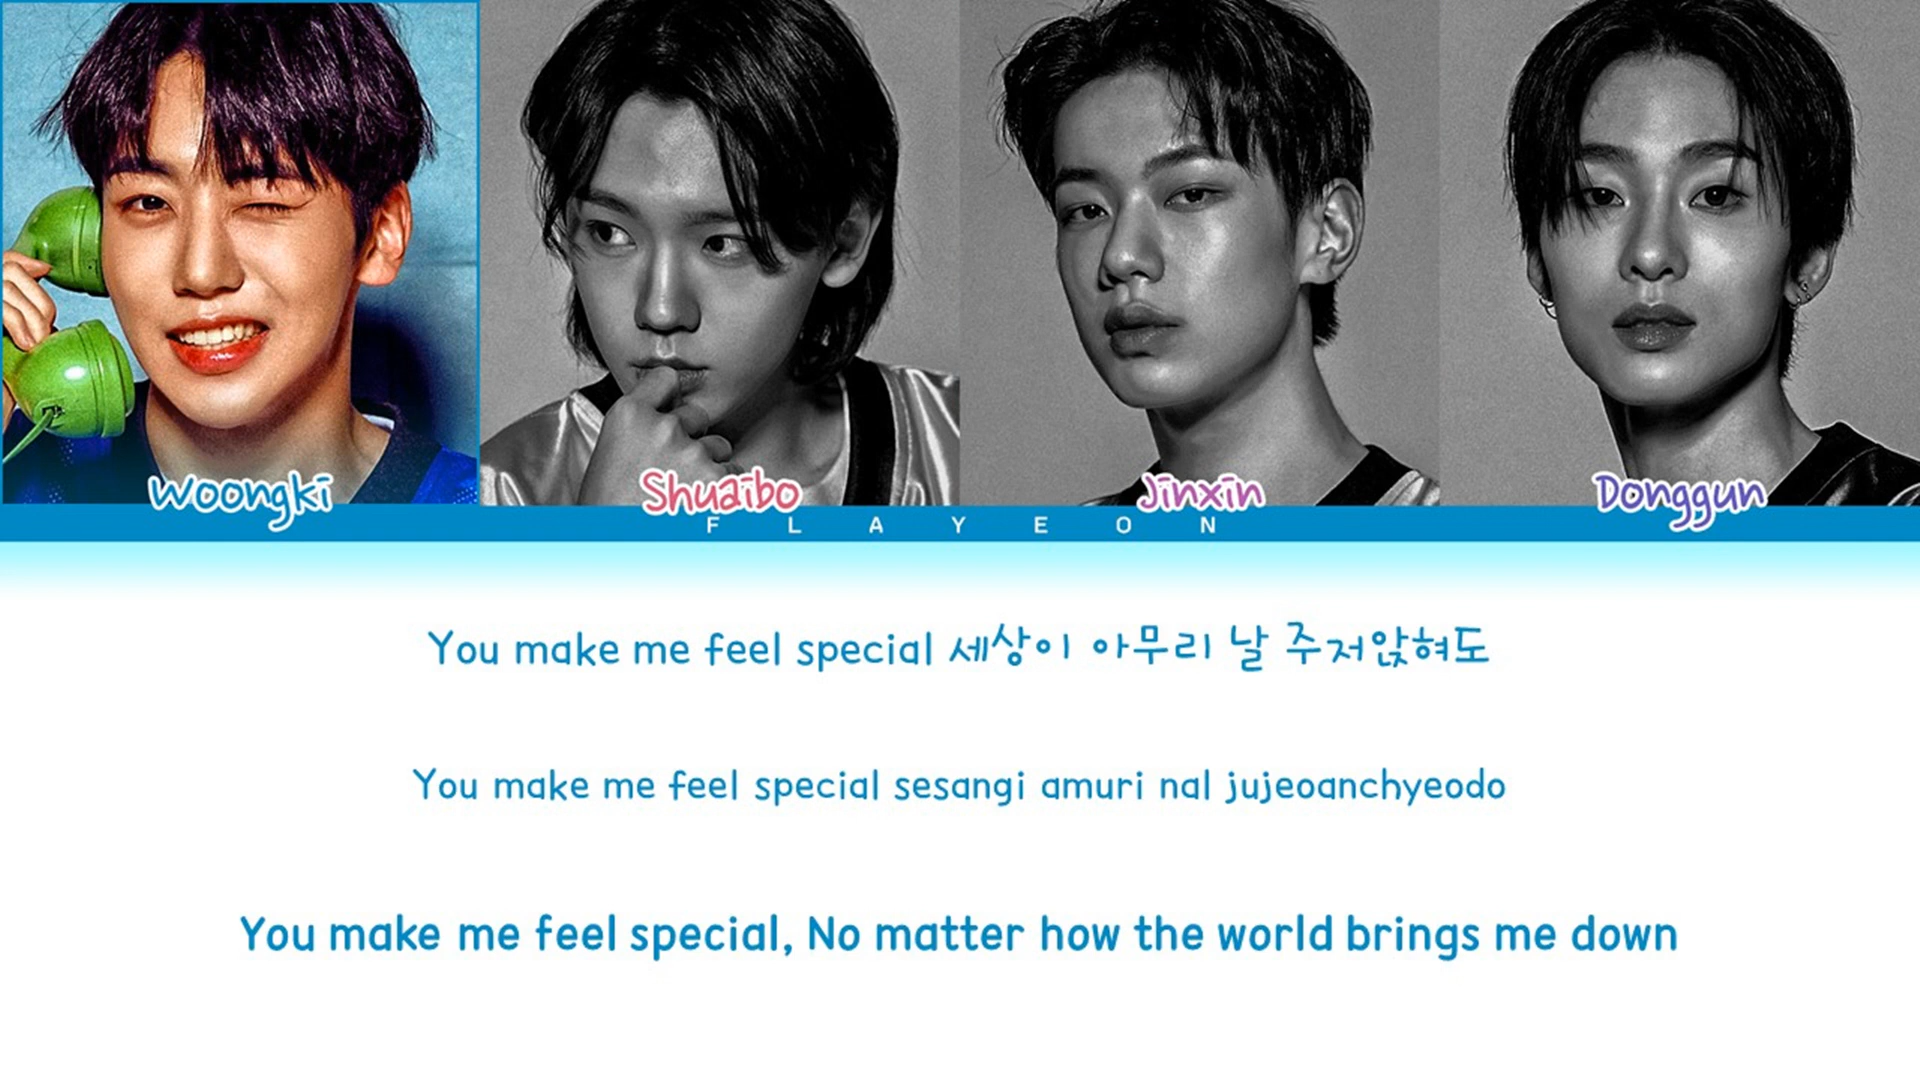 Woongki Shuaibo Jinxin Donggun
FLAYEON
You make me feel special 세상이 아무리 날 주저앉혀도
You make me feel special sesangi amuri nal jujeoanchyeodo
You make me feel special, No matter how the world brings me down